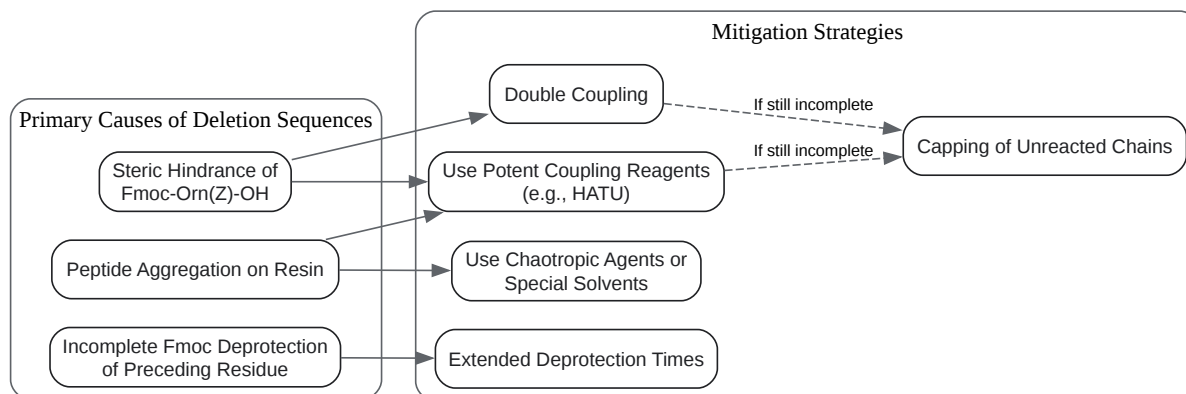 Mitigation Strategies
Primary Causes of Deletion Sequences
Double Coupling
If still incomplete
Capping of Unreacted Chains
Steric Hindrance of
Fmoc-Orn(Z)-OH
Use Potent Coupling Reagents
(e.g., HATU)
If still incomplete
Peptide Aggregation on Resin
Use Chaotropic Agents or
Special Solvents
Incomplete Fmoc Deprotection
of Preceding Residue
Extended Deprotection Times